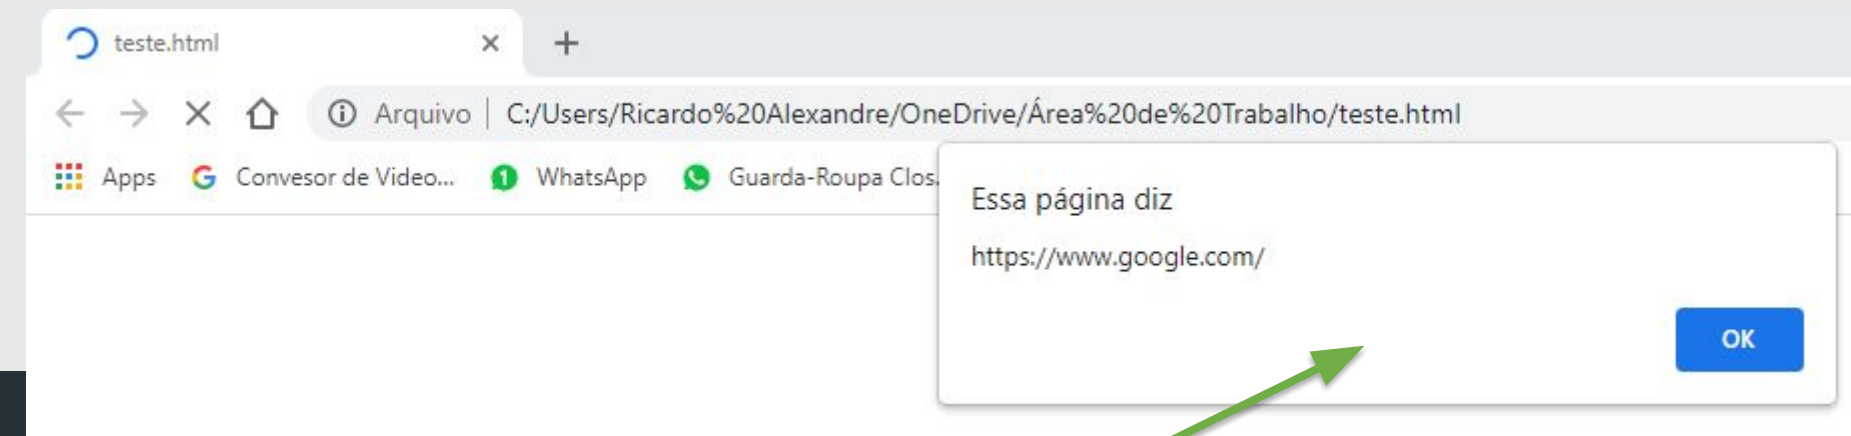 teste.html
Arquivo | C:/Users/Ricardo%20Alexandre/OneDrive/Área%20de%20Trabalho/teste.html
Apps Convesor de Video... 1 WhatsApp Guarda-Roupa Clos.
Essa página diz
https://www.google.com/
OK